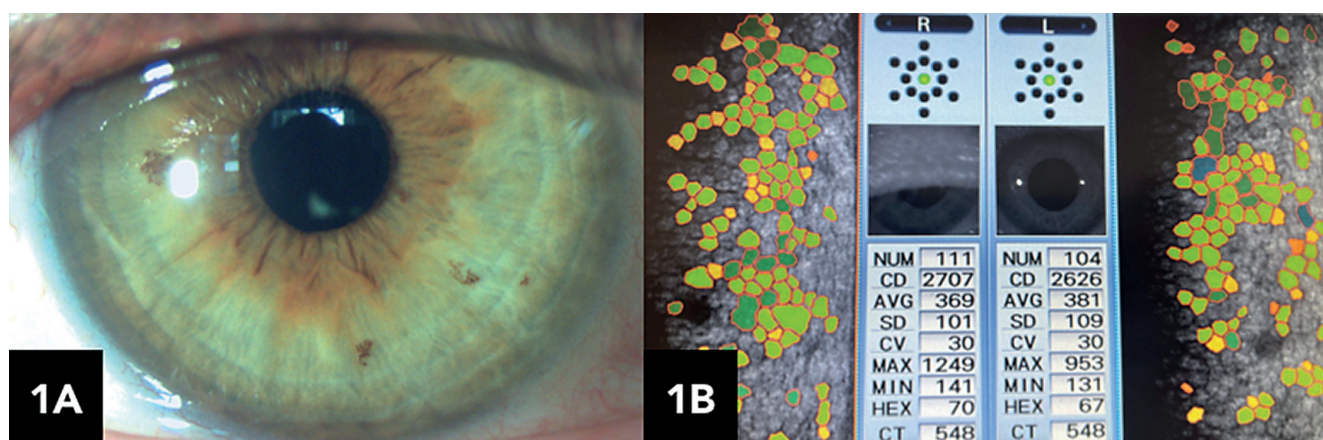 1A
1B
R
L
NUM 111
CD 2707
AVG 369
SD 101
CV 30
MAX 1249
MIN 141
HEX 70
CT 548
NUM 104
CD 2626
AVG 381
SD 109
CV 30
MAX 953
MIN 131
HEX 67
CT 548